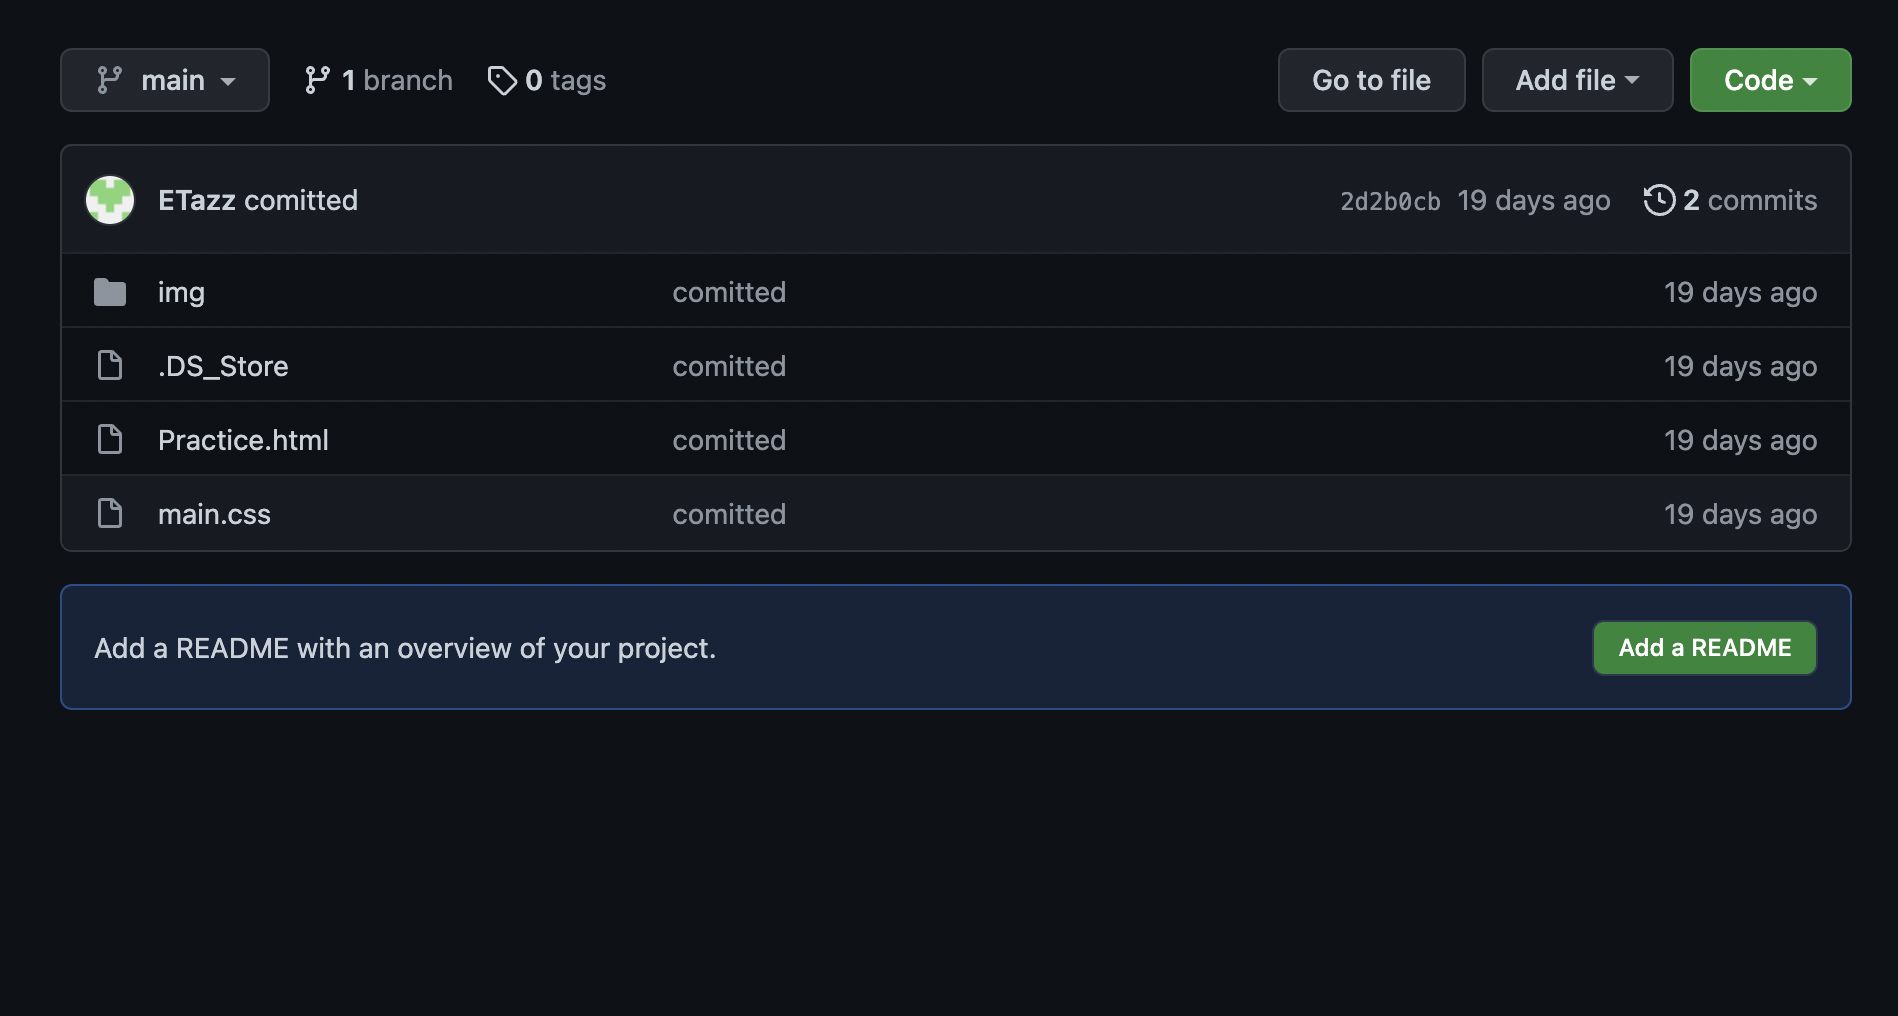 main 1 branch 0 tags Go to file Add file Code
ETazz comitted 2d2b0cb 19 days ago 2 commits
img comitted 19 days ago
.DS_Store comitted 19 days ago
Practice.html comitted 19 days ago
main.css comitted 19 days ago
Add a README with an overview of your project. Add a README